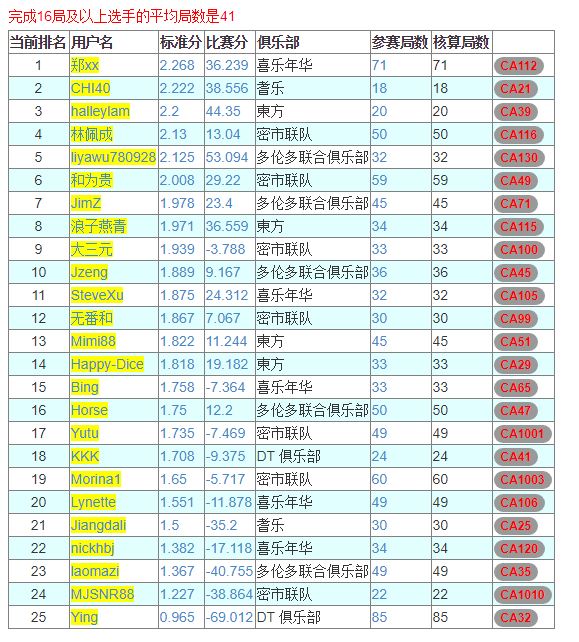 完成16局及以上选手的平均局数是41
当前排名 用户名 标准分 比赛分 俱乐部 参赛局数 核算局数
1 郑xx 2.268 36.239 喜乐年华 71 71 CA112
2 CHI40 2.222 38.556 耆乐 18 18 CA21
3 halleylam 2.2 44.35 東方 20 20 CA39
4 林佩成 2.13 13.04 密市联队 50 50 CA116
5 liyawu780928 2.125 53.094 多伦多联合俱乐部 32 32 CA130
6 和为贵 2.008 29.22 密市联队 59 59 CA49
7 JimZ 1.978 23.4 多伦多联合俱乐部 45 45 CA71
8 浪子燕青 1.971 36.559 東方 34 34 CA115
9 大三元 1.939 -3.788 密市联队 33 33 CA100
10 Jzeng 1.889 9.167 多伦多联合俱乐部 36 36 CA45
11 SteveXu 1.875 24.312 喜乐年华 32 32 CA105
12 无番和 1.867 7.067 密市联队 30 30 CA99
13 Mimi88 1.822 11.244 東方 45 45 CA51
14 Happy-Dice 1.818 19.182 東方 33 33 CA29
15 Bing 1.758 -7.364 喜乐年华 33 33 CA65
16 Horse 1.75 12.2 多伦多联合俱乐部 50 50 CA47
17 Yutu 1.735 -7.469 密市联队 49 49 CA1001
18 KKK 1.708 -9.375 DT 俱乐部 24 24 CA41
19 Morina1 1.65 -5.717 密市联队 60 60 CA1003
20 Lynette 1.551 -11.878 喜乐年华 49 49 CA106
21 Jiangdali 1.5 -35.2 耆乐 30 30 CA25
22 nickhbj 1.382 -17.118 喜乐年华 34 34 CA120
23 laomazi 1.367 -40.755 多伦多联合俱乐部 49 49 CA35
24 MJSNR88 1.227 -38.864 密市联队 22 22 CA1010
25 Ying 0.965 -69.012 DT 俱乐部 85 85 CA32